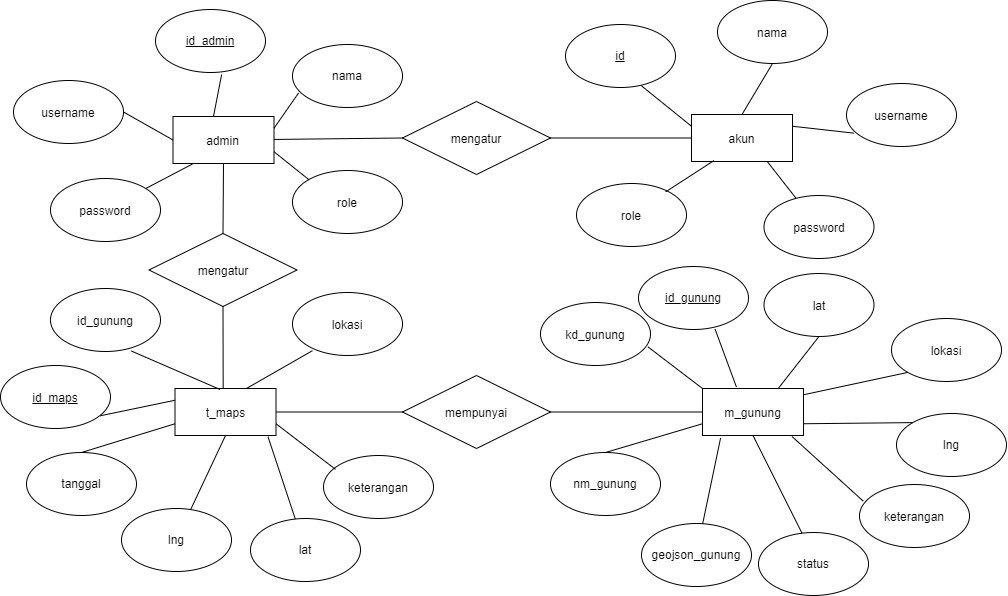 id_admin
nama
username
admin
password
role
mengatur
id
nama
username
akun
role
password
mengatur
id_gunung
lokasi
id_maps
t_maps
tanggal
lng
lat
keterangan
mempunyai
id_gunung
lat
kd_gunung
lokasi
m_gunung
lng
nm_gunung
keterangan
geojson_gunung
status